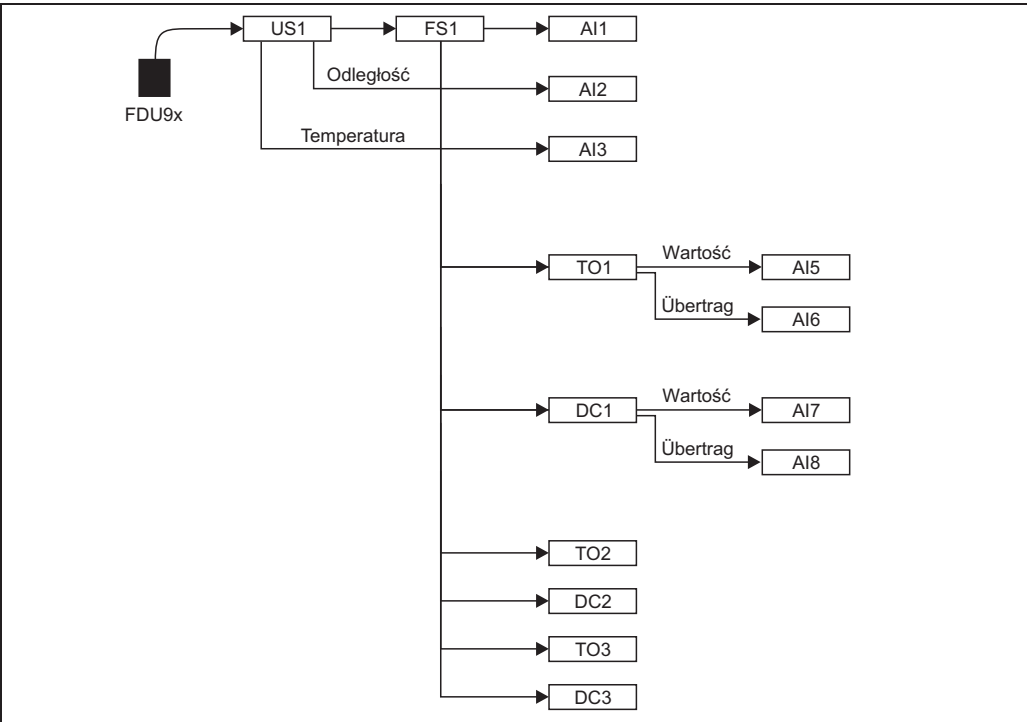 US1
FS1
AI1
Odległość
AI2
FDU9x
Temperatura
AI3
Wartość
TO1
AI5
Übertrag
AI6
Wartość
DC1
AI7
Übertrag
AI8
TO2
DC2
TO3
DC3